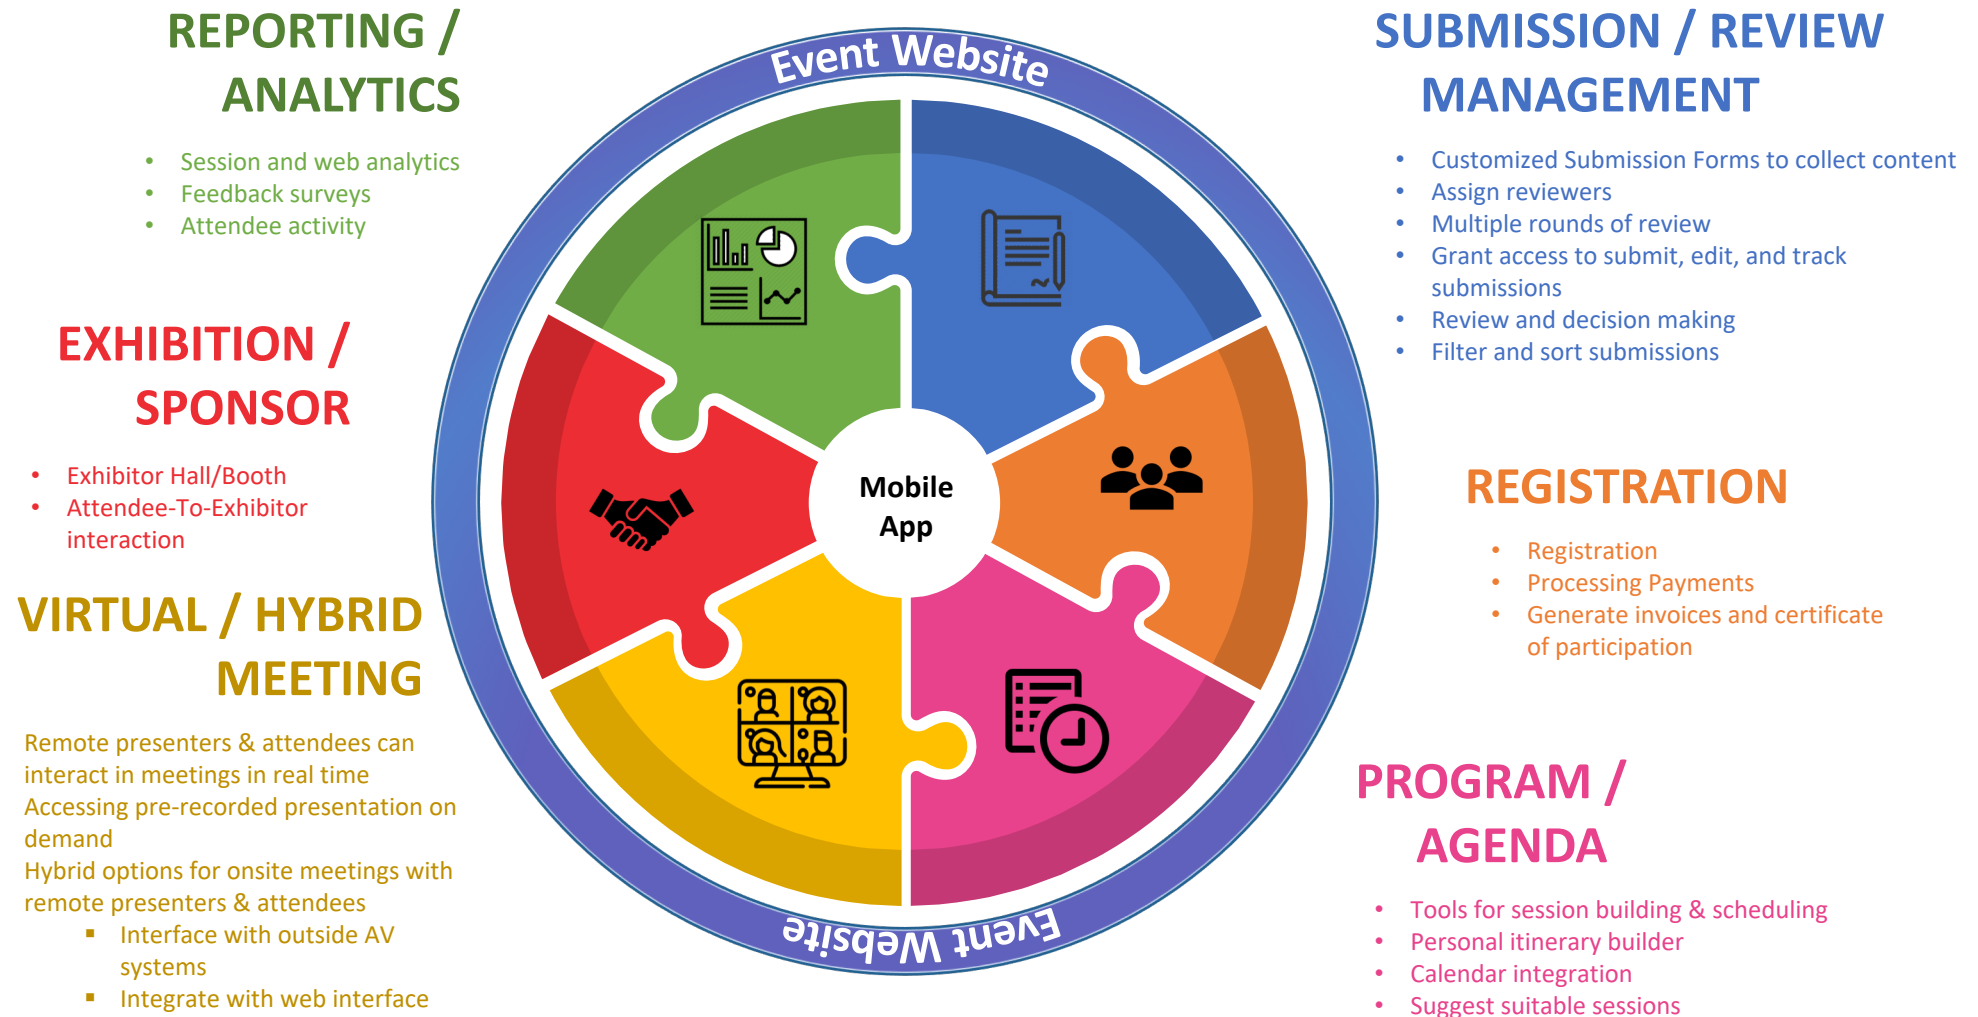 REPORTING /
ANALYTICS
• Session and web analytics
• Feedback surveys
• Attendee activity
EXHIBITION /
SPONSOR
• Exhibitor Hall/Booth
• Attendee-To-Exhibitor
interaction
VIRTUAL / HYBRID
MEETING
Remote presenters & attendees can
interact in meetings in real time
Accessing pre-recorded presentation on
demand
Hybrid options for onsite meetings with
remote presenters & attendees
▪ Interface with outside AV
systems
▪ Integrate with web interface
Event Website
Mobile
App
Event Website
SUBMISSION / REVIEW
MANAGEMENT
• Customized Submission Forms to collect content
• Assign reviewers
• Multiple rounds of review
• Grant access to submit, edit, and track
submissions
• Review and decision making
• Filter and sort submissions
REGISTRATION
• Registration
• Processing Payments
• Generate invoices and certificate
of participation
PROGRAM /
AGENDA
• Tools for session building & scheduling
• Personal itinerary builder
• Calendar integration
• Suggest suitable sessions